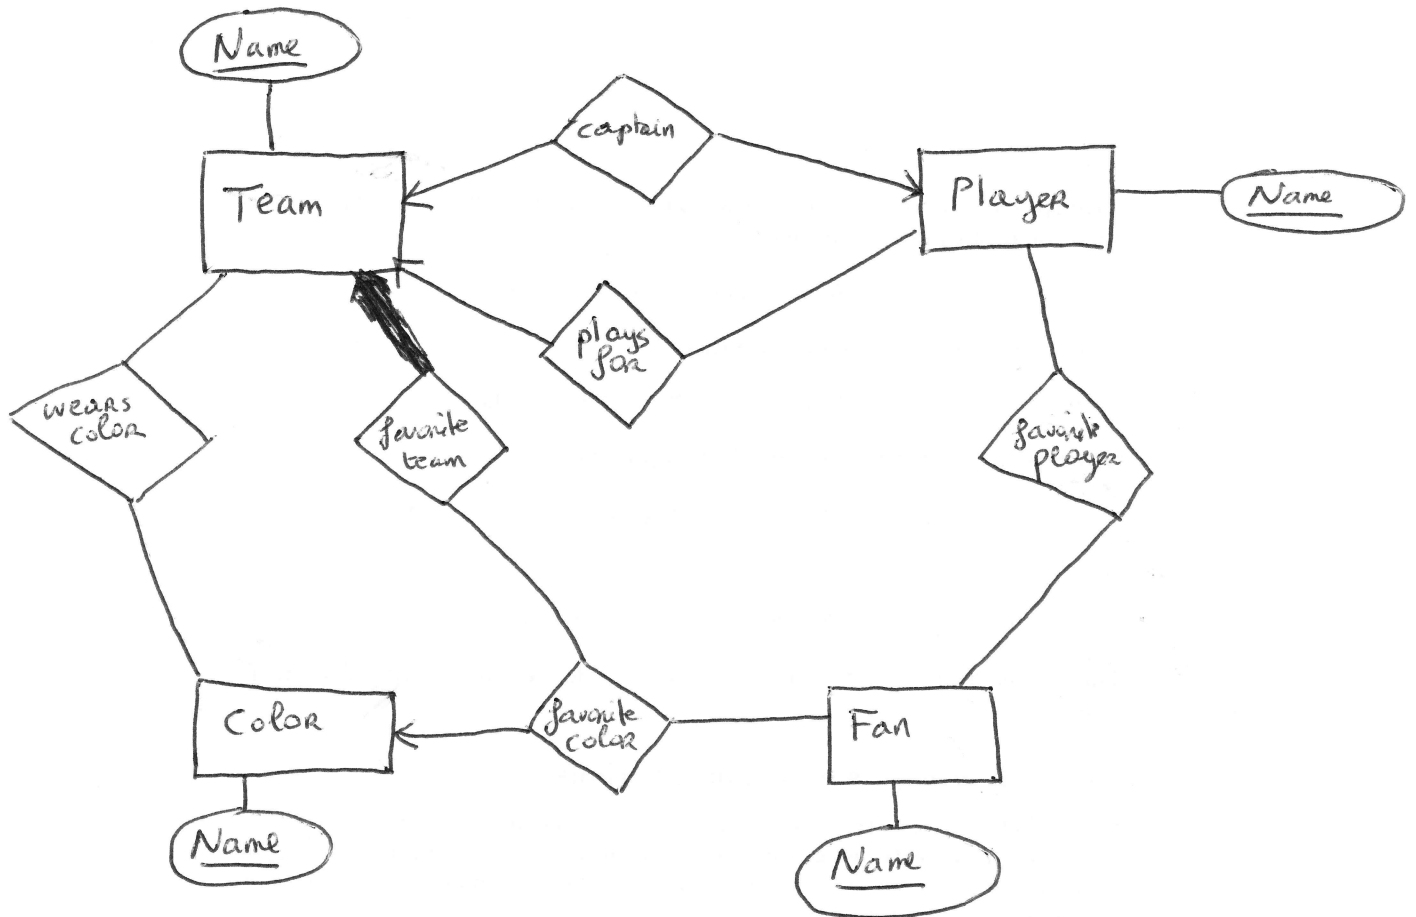 Name
captain
Team
Player
Name
plays
for
wears
color
favorite
team
favorite
player
Color
favorite
color
Fan
Name
Name